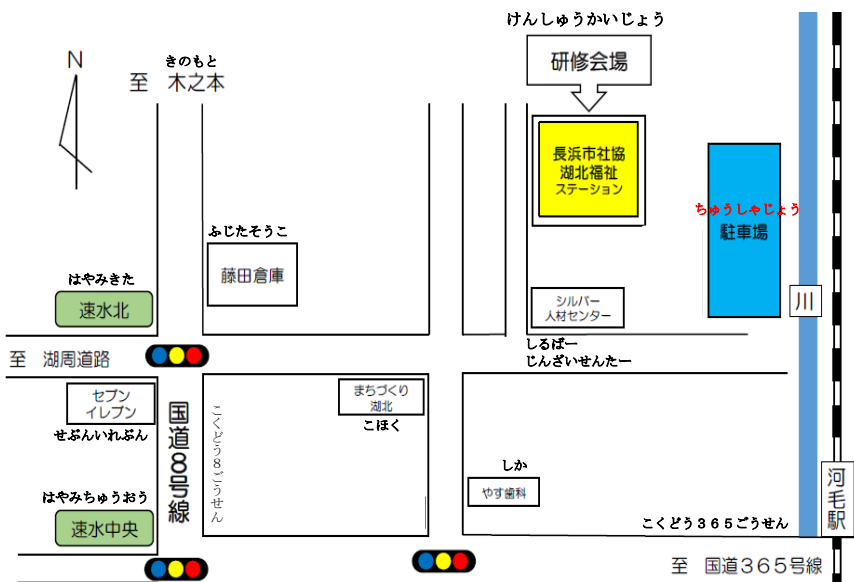 けんしゅうかいじょう
研修会場
N
きのもと
至 木之本
長浜市社協
湖北福祉
ステーション
ちゅうしゃじょう
駐車場
ふじたそうこ
藤田倉庫
はやみきた
速水北
シルバー
人材センター
川
しるばー
じんざいせんたー
至 湖周道路
セブン
イレブン
せぶんいれぶん
国道8号線
こくどう8ごうせん
まちづくり
湖北
こほく
しか
やす歯科
はやみちゅうおう
速水中央
河毛駅
こくどう365ごうせん
至 国道365号線